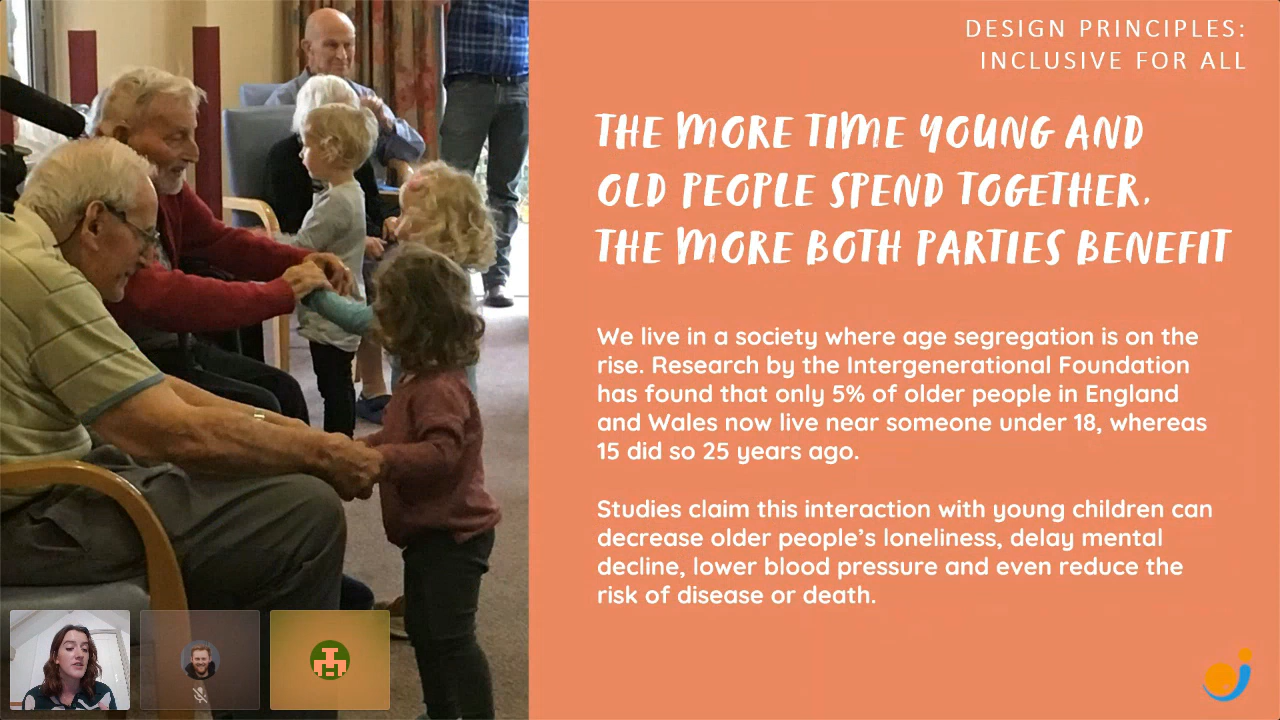 DESIGN PRINCIPLES:
INCLUSIVE FOR ALL
THE MORE TIME YOUNG AND
OLD PEOPLE SPEND TOGETHER,
THE MORE BOTH PARTIES BENEFIT
We live in a society where age segregation is on the
rise. Research by the Intergenerational Foundation
has found that only 5% of older people in England
and Wales now live near someone under 18, whereas
15 did so 25 years ago.
Studies claim this interaction with young children can
decrease older people’s loneliness, delay mental
decline, lower blood pressure and even reduce the
risk of disease or death.